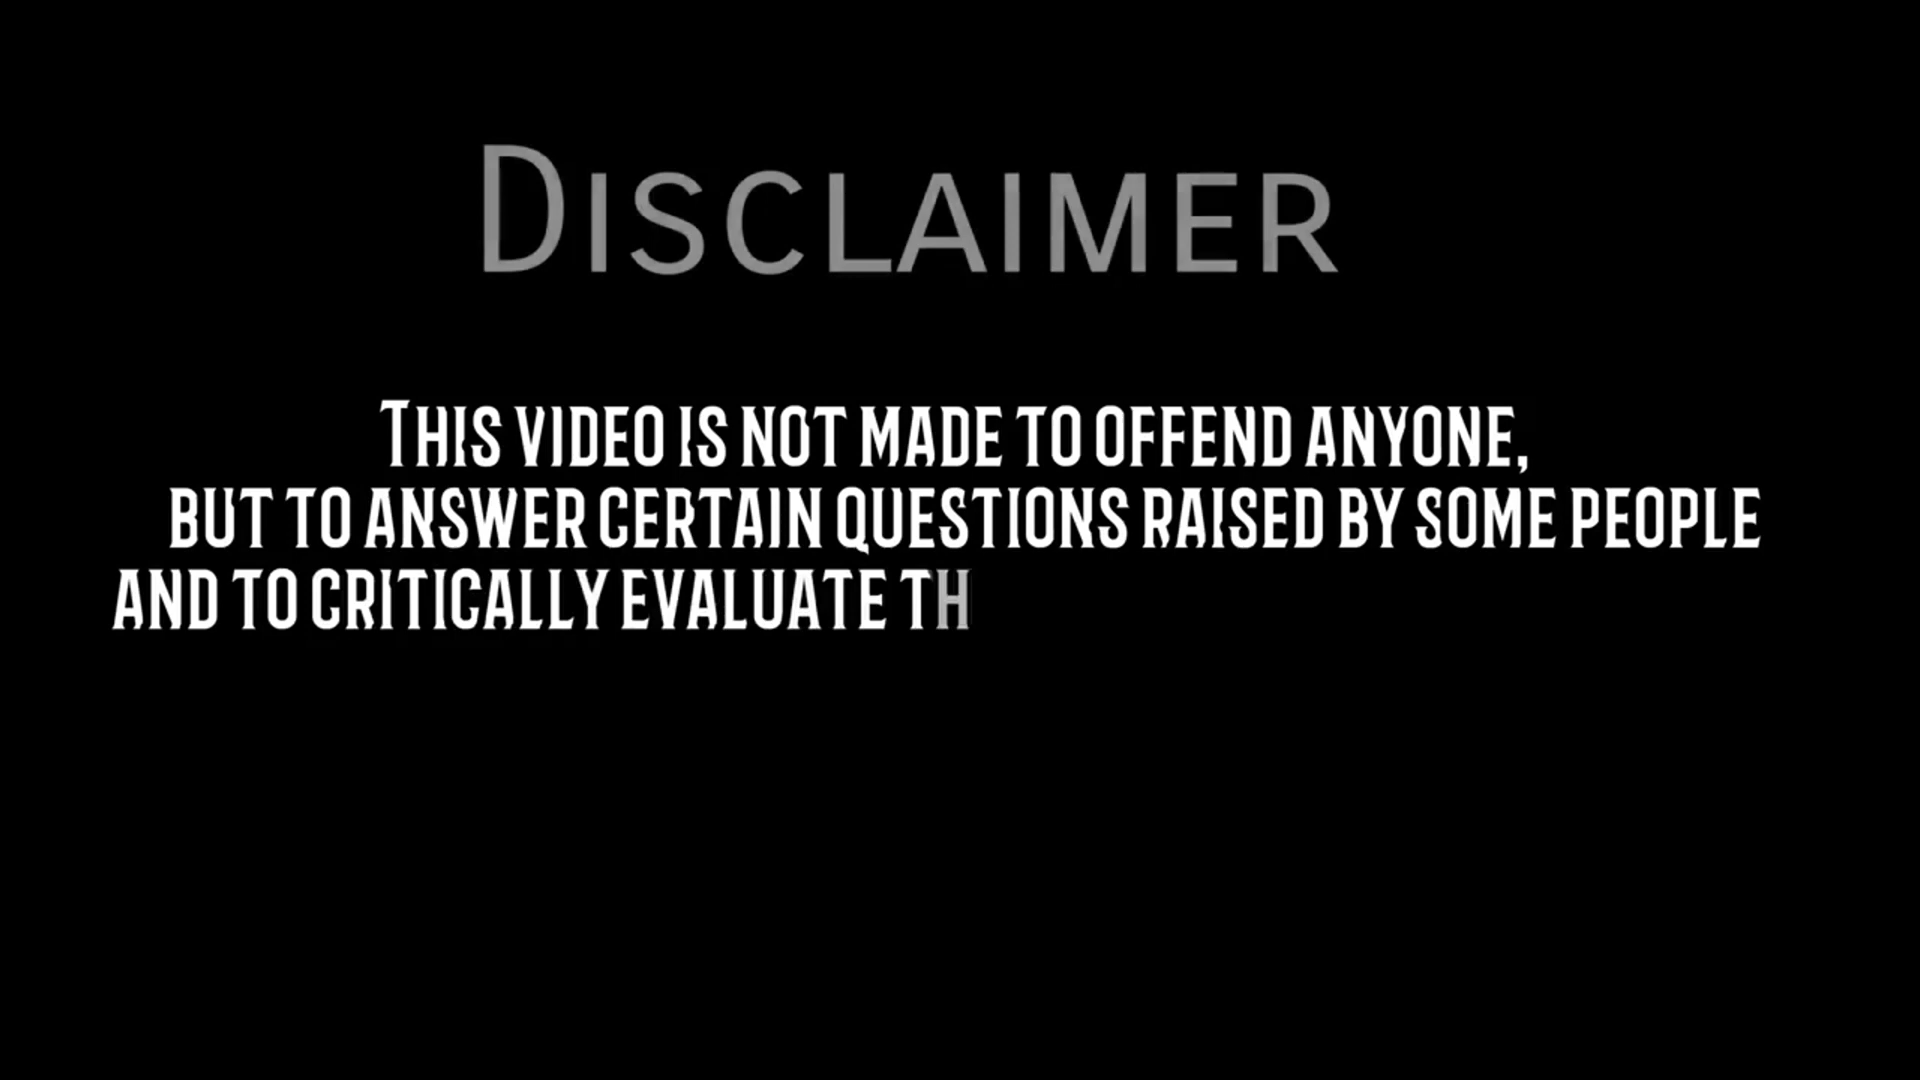 Disclaimer
This video is not made to offend anyone,
but to answer certain questions raised by some people
and to critically evaluate th